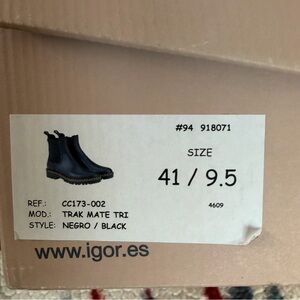 #94 918071
SIZE
41 / 9.5
4609
REF.: CC173-002
MOD.: TRAK MATE TRI
STYLE: NEGRO / BLACK
www.igor.es